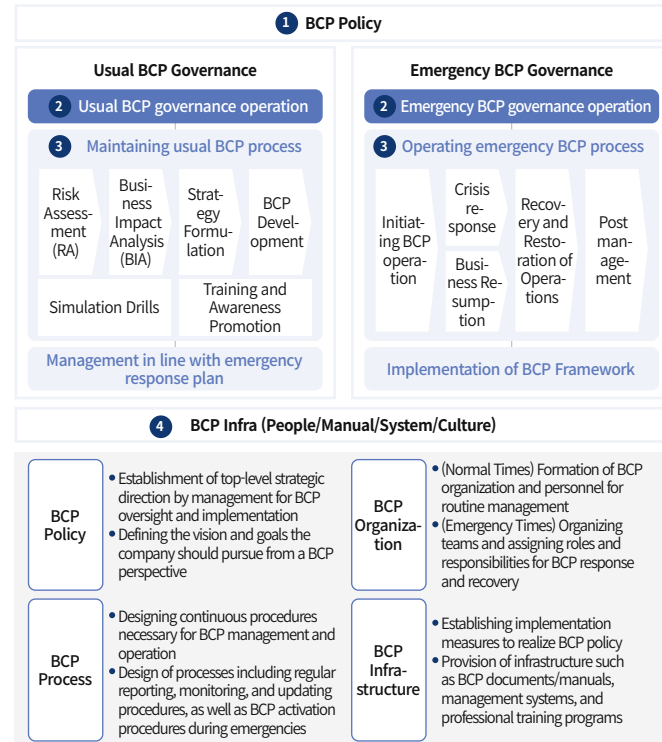 1 BCP Policy
Usual BCP Governance
2 Usual BCP governance operation
3 Maintaining usual BCP process
Risk
Assess-
ment
(RA)
Busi-
ness
Impact
Analysis
(BIA)
Strat-
egy
Formu-
lation
BCP
Devel-
opment
Simulation Drills
Training and
Awareness
Promotion
Management in line with emergency
response plan
Emergency BCP Governance
2 Emergency BCP governance operation
3 Operating emergency BCP process
Initiat-
ing BCP
opera-
tion
Crisis
re-
sponse
Busi-
ness Re-
sump-
tion
Recov-
ery and
Resto-
ration of
Opera-
tions
Post
man-
age-
ment
Implementation of BCP Framework
4 BCP Infra (People/Manual/System/Culture)
BCP
Policy
• Establishment of top-level strategic
direction by management for BCP
oversight and implementation
• Defining the vision and goals the
company should pursue from a BCP
perspective
BCP
Organiza-
tion
• (Normal Times) Formation of BCP
organization and personnel for
routine management
• (Emergency Times) Organizing
teams and assigning roles and
responsibilities for BCP response
and recovery
BCP
Process
• Designing continuous procedures
necessary for BCP management and
operation
• Design of processes including regular
reporting, monitoring, and updating
procedures, as well as BCP activation
procedures during emergencies
BCP
Infra-
structure
• Establishing implementation
measures to realize BCP policy
• Provision of infrastructure such
as BCP documents/manuals,
management systems, and
professional training programs